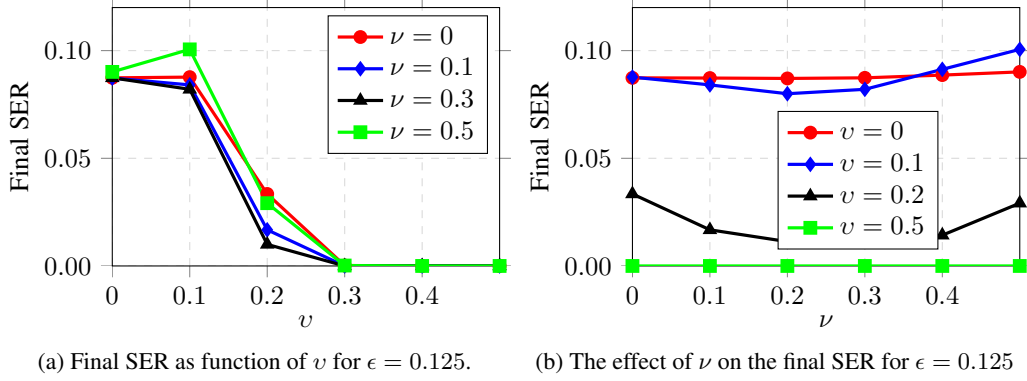 0.10
0.05
0.00
Final SER
0 0.1 0.2 0.3 0.4
υ
ν = 0
ν = 0.1
ν = 0.3
ν = 0.5
(a) Final SER as function of υ for ϵ = 0.125.
0.10
0.05
0.00
Final SER
0 0.1 0.2 0.3 0.4
ν
υ = 0
υ = 0.1
υ = 0.2
υ = 0.5
(b) The effect of ν on the final SER for ϵ = 0.125